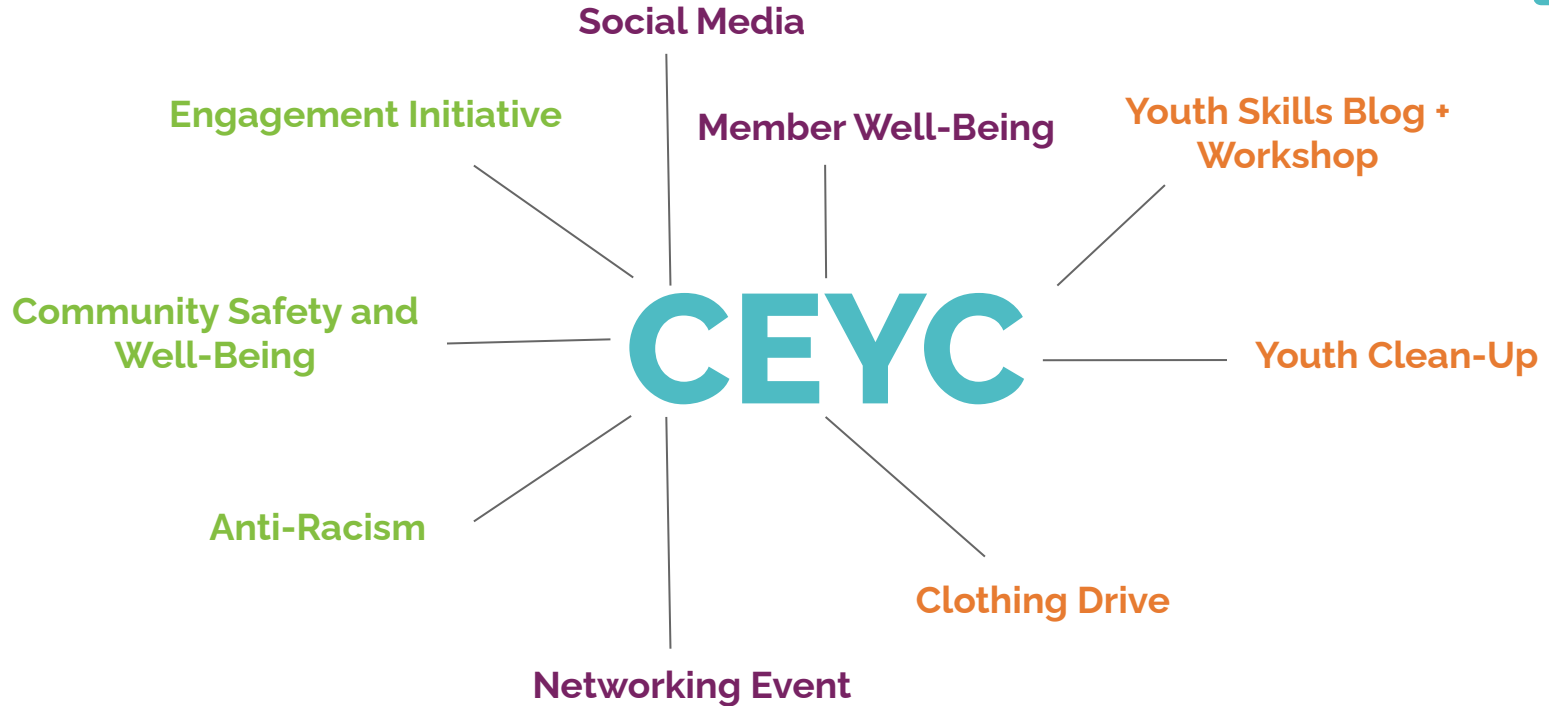 Social Media
Engagement Initiative
Member Well-Being
Youth Skills Blog +
Workshop
Community Safety and
Well-Being
CEYC
Youth Clean-Up
Anti-Racism
Clothing Drive
Networking Event